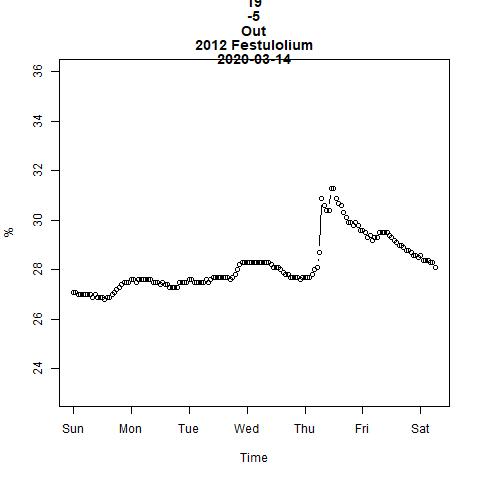 19
-5
Out
2012 Festulolium
2020-03-14
36
34
32
30
28
26
24
%
Sun Mon Tue Wed Thu Fri Sat
Time